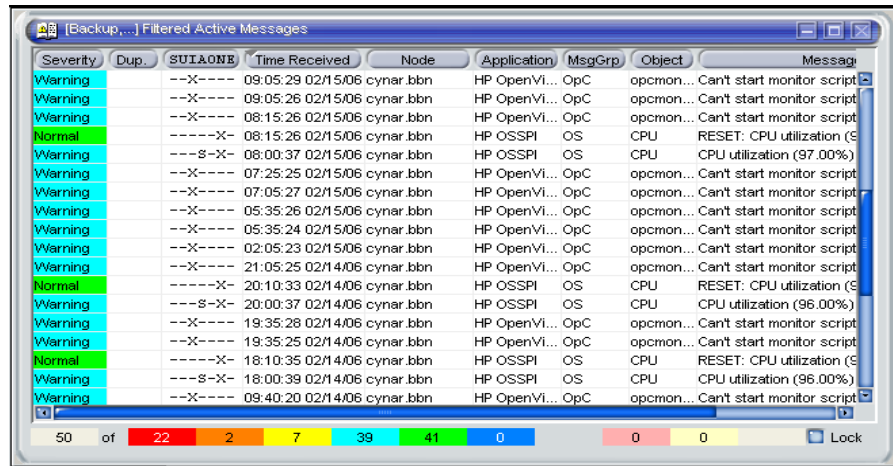 [Backup,...] Filtered Active Messages
Severity Dup. SUIAONE Time Received Node Application MsgGrp Object Messag
Warning --X---- 09:05:29 02/15/06 cynar.bbn HP OpenVi... OpC opcmon... Can't start monitor script
Warning --X---- 09:05:26 02/15/06 cynar.bbn HP OpenVi... OpC opcmon... Can't start monitor script
Warning --X---- 08:15:26 02/15/06 cynar.bbn HP OpenVi... OpC opcmon... Can't start monitor script
Normal -----X- 08:15:26 02/15/06 cynar.bbn HP OSSPI OS CPU RESET: CPU utilization (9
Warning ---S-X- 08:00:37 02/15/06 cynar.bbn HP OSSPI OS CPU CPU utilization (97.00%)
Warning --X---- 07:25:25 02/15/06 cynar.bbn HP OpenVi... OpC opcmon... Can't start monitor script
Warning --X---- 07:05:27 02/15/06 cynar.bbn HP OpenVi... OpC opcmon... Can't start monitor script
Warning --X---- 05:35:26 02/15/06 cynar.bbn HP OpenVi... OpC opcmon... Can't start monitor script
Warning --X---- 05:35:24 02/15/06 cynar.bbn HP OpenVi... OpC opcmon... Can't start monitor script
Warning --X---- 02:05:23 02/15/06 cynar.bbn HP OpenVi... OpC opcmon... Can't start monitor script
Warning --X---- 21:05:25 02/14/06 cynar.bbn HP OpenVi... OpC opcmon... Can't start monitor script
Normal -----X- 20:10:33 02/14/06 cynar.bbn HP OSSPI OS CPU RESET: CPU utilization (9
Warning ---S-X- 20:00:37 02/14/06 cynar.bbn HP OSSPI OS CPU CPU utilization (96.00%)
Warning --X---- 19:35:28 02/14/06 cynar.bbn HP OpenVi... OpC opcmon... Can't start monitor script
Warning --X---- 19:35:25 02/14/06 cynar.bbn HP OpenVi... OpC opcmon... Can't start monitor script
Normal -----X- 18:10:35 02/14/06 cynar.bbn HP OSSPI OS CPU RESET: CPU utilization (9
Warning ---S-X- 18:00:39 02/14/06 cynar.bbn HP OSSPI OS CPU CPU utilization (96.00%)
Warning --X---- 09:40:20 02/14/06 cynar.bbn HP OpenVi... OpC opcmon... Can't start monitor script
50 of 22 2 7 39 41 0 0 0 Lock